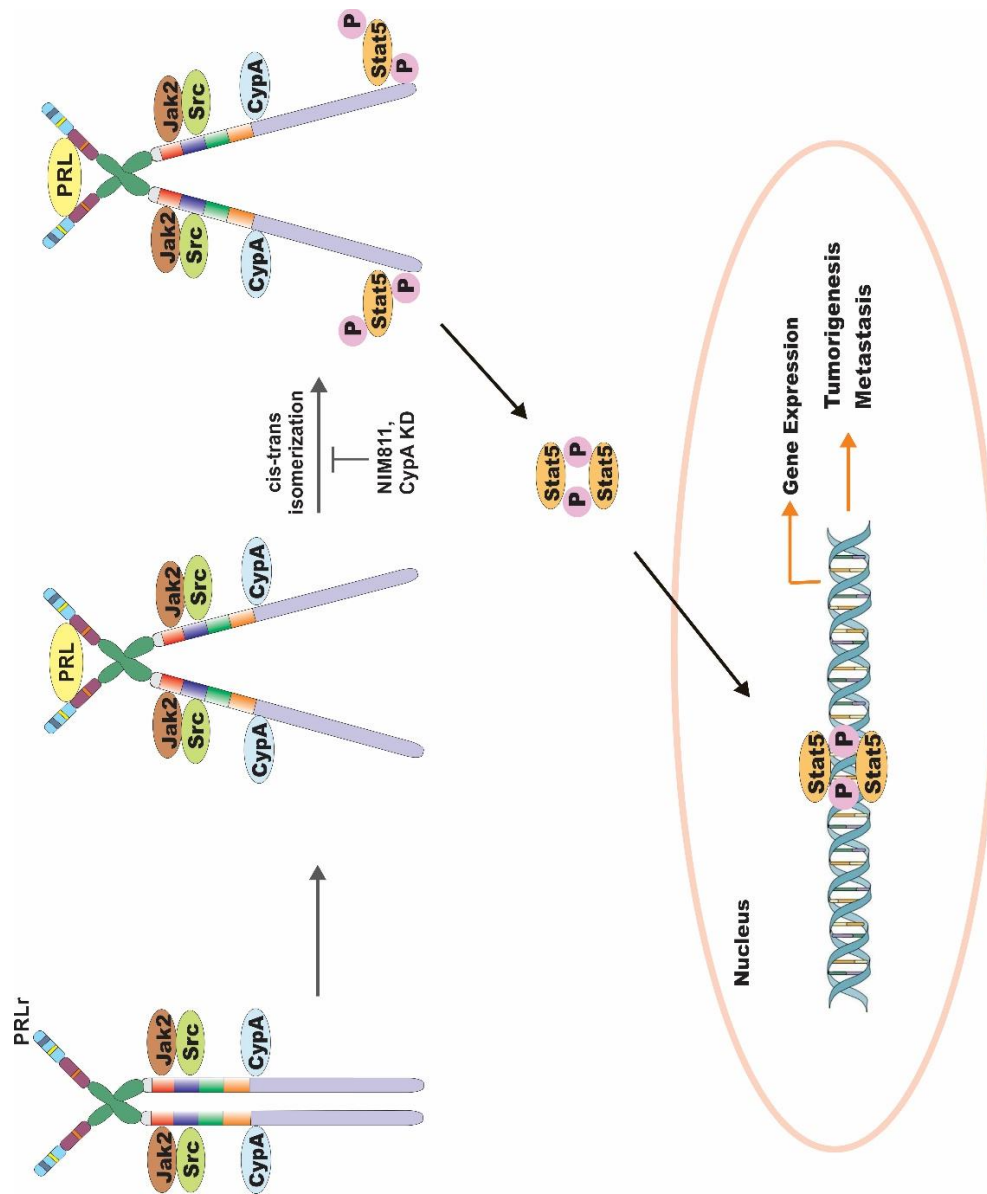 PRLr
Jak2
Jak2
Src
Src
CypA
CypA
PRL
Jak2
Jak2
Src
Src
CypA
CypA
cis-trans
isomerization
NIM811,
CypA KD
PRL
Jak2
Jak2
Src
Src
CypA
CypA
P
Stat5
P
P
Stat5
P
Stat5
P
P
Stat5
Nucleus
Gene Expression
Tumorigenesis
Metastasis
Stat5
P
P
Stat5